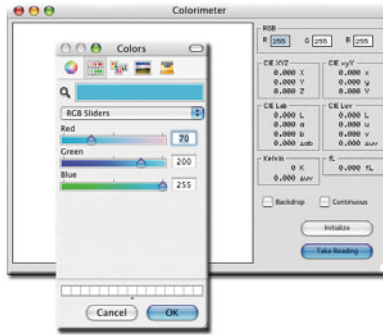 Colorimeter
Colors
RGB Sliders
Red
70
Green
200
Blue
255
Cancel
OK
RGB
R 255 G 255 B 255
CIE XYZ
0.000 X
0.000 Y
0.000 Z
CIE xyY
0.000 x
0.000 y
0.000 Y
CIE Lab
0.000 L
0.000 a
0.000 b
0.000 Δab
CIE Luv
0.000 L
0.000 u
0.000 v
0.000 Δuv
Kelvin
0 K
0.000 Δuv
fL
0.000 fL
Backdrop
Continuous
Initialize
Take Reading